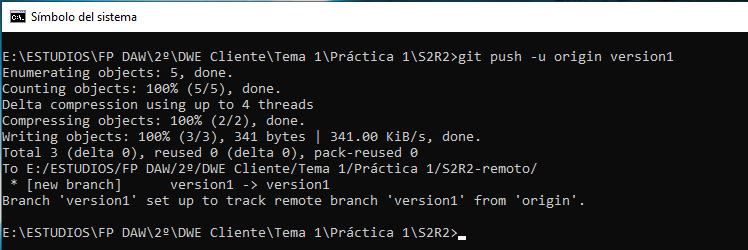 Símbolo del sistema
E:\ESTUDIOS\FP DAW\2º\DWE Cliente\Tema 1\Práctica 1\S2R2>git push -u origin version1
Enumerating objects: 5, done.
Counting objects: 100% (5/5), done.
Delta compression using up to 4 threads
Compressing objects: 100% (2/2), done.
Writing objects: 100% (3/3), 341 bytes | 341.00 KiB/s, done.
Total 3 (delta 0), reused 0 (delta 0), pack-reused 0
To E:/ESTUDIOS/FP DAW/2º/DWE Cliente/Tema 1/Práctica 1/S2R2-remoto/
 * [new branch]      version1 -> version1
Branch 'version1' set up to track remote branch 'version1' from 'origin'.
E:\ESTUDIOS\FP DAW\2º\DWE Cliente\Tema 1\Práctica 1\S2R2>